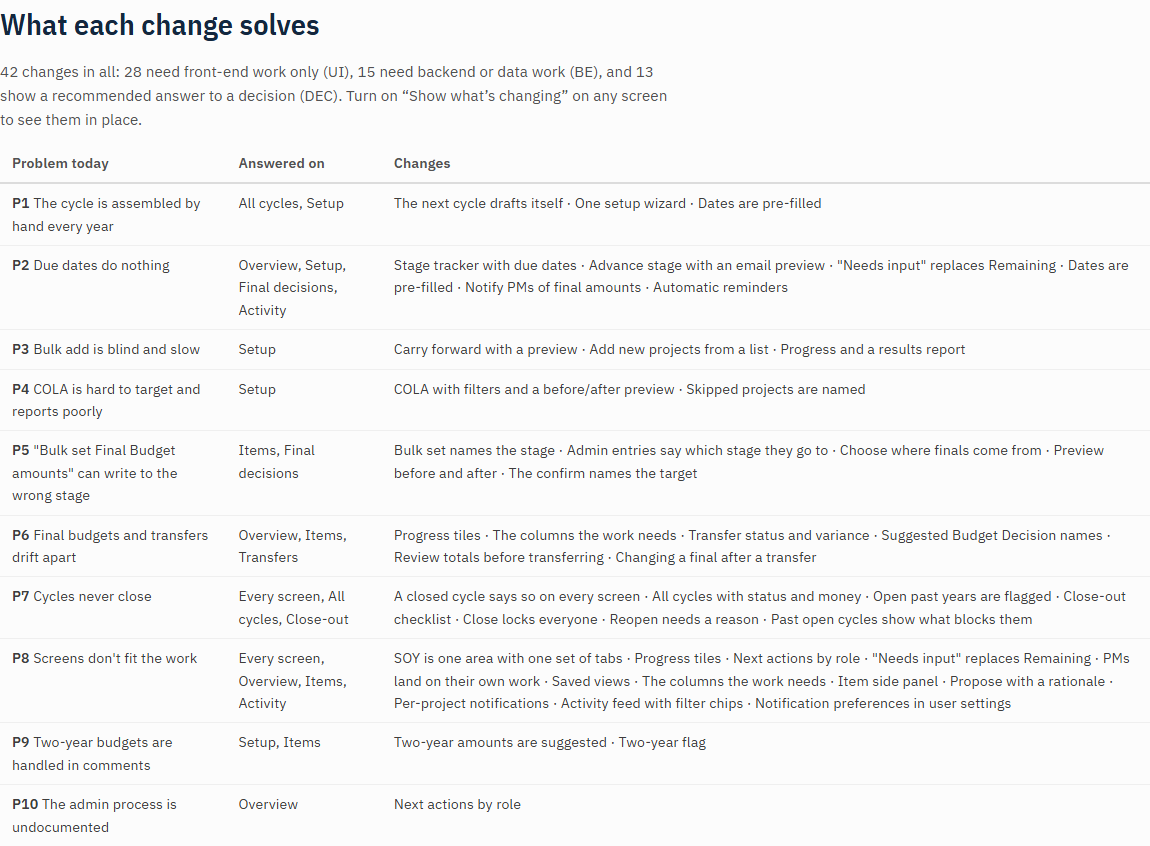 What each change solves
42 changes in all: 28 need front-end work only (UI), 15 need backend or data work (BE), and 13
show a recommended answer to a decision (DEC). Turn on “Show what’s changing” on any screen
to see them in place.
Problem today
Answered on
Changes
P1 The cycle is assembled by
hand every year
All cycles, Setup
The next cycle drafts itself · One setup wizard · Dates are pre-filled
P2 Due dates do nothing
Overview, Setup,
Final decisions,
Activity
Stage tracker with due dates · Advance stage with an email preview · "Needs input" replaces Remaining · Dates are
pre-filled · Notify PMs of final amounts · Automatic reminders
P3 Bulk add is blind and slow
Setup
Carry forward with a preview · Add new projects from a list · Progress and a results report
P4 COLA is hard to target and
reports poorly
Setup
COLA with filters and a before/after preview · Skipped projects are named
P5 "Bulk set Final Budget
amounts" can write to the
wrong stage
Items, Final
decisions
Bulk set names the stage · Admin entries say which stage they go to · Choose where finals come from · Preview
before and after · The confirm names the target
P6 Final budgets and transfers
drift apart
Overview, Items,
Transfers
Progress tiles · The columns the work needs · Transfer status and variance · Suggested Budget Decision names ·
Review totals before transferring · Changing a final after a transfer
P7 Cycles never close
Every screen, All
cycles, Close-out
A closed cycle says so on every screen · All cycles with status and money · Open past years are flagged · Close-out
checklist · Close locks everyone · Reopen needs a reason · Past open cycles show what blocks them
P8 Screens don't fit the work
Every screen,
Overview, Items,
Activity
SOY is one area with one set of tabs · Progress tiles · Next actions by role · "Needs input" replaces Remaining · PMs
land on their own work · Saved views · The columns the work needs · Item side panel · Propose with a rationale ·
Per-project notifications · Activity feed with filter chips · Notification preferences in user settings
P9 Two-year budgets are
handled in comments
Setup, Items
Two-year amounts are suggested · Two-year flag
P10 The admin process is
undocumented
Overview
Next actions by role